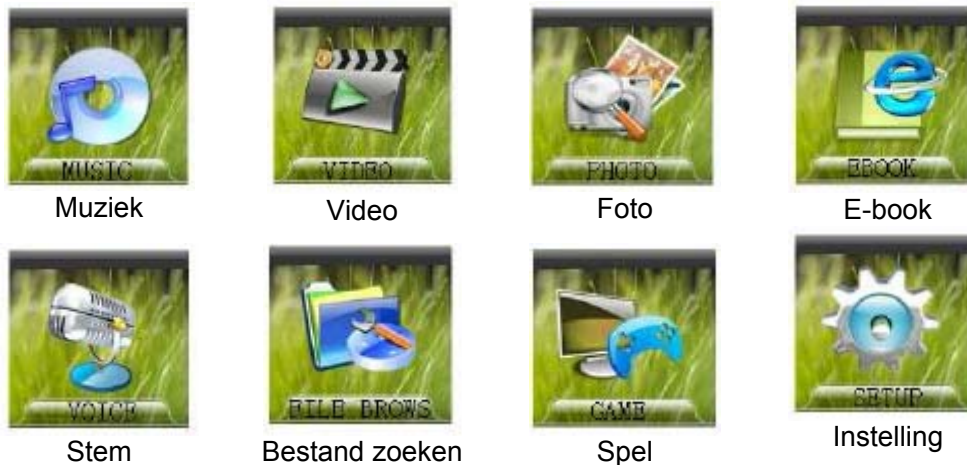 MUSIC
VIDEO
PHOTO
EBOOK
Muziek
Video
Foto
E-book
VOICE
FILE BROWS
GAME
SETUP
Stem
Bestand zoeken
Spel
Instelling